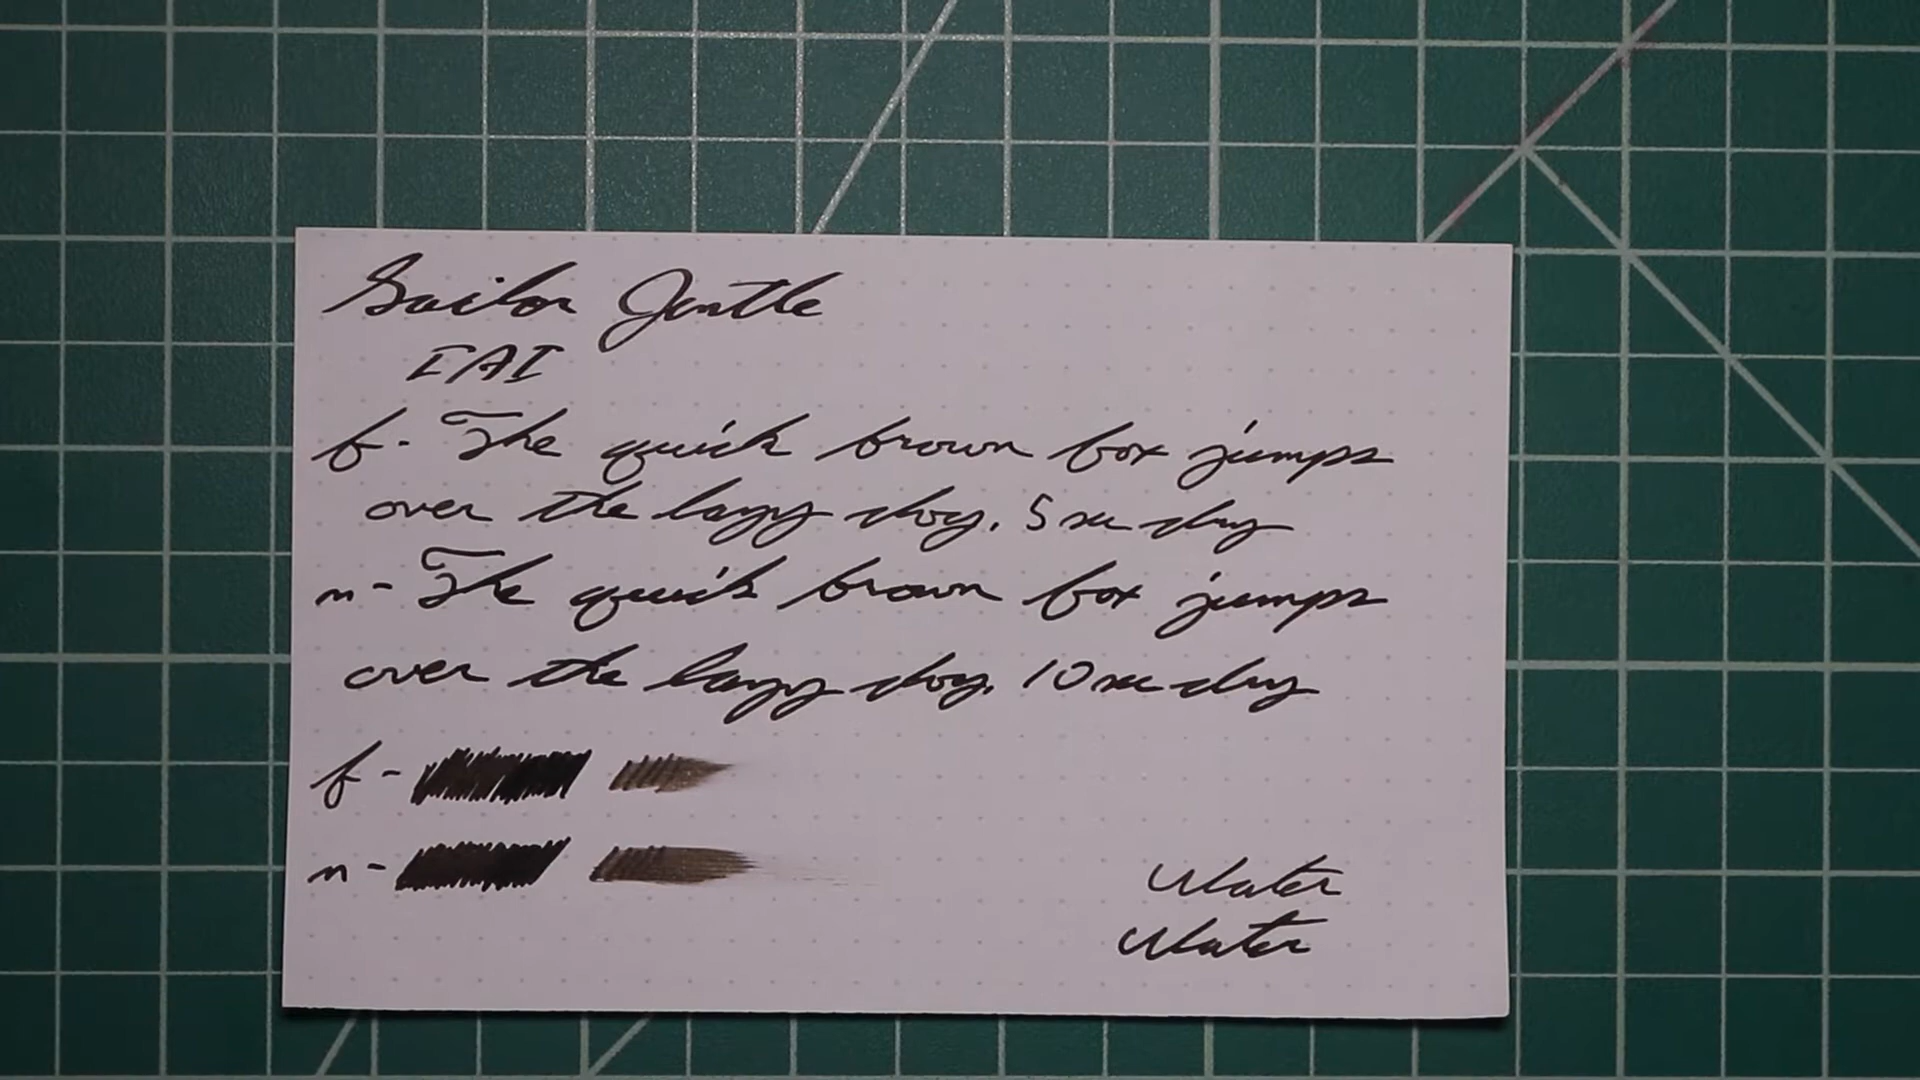 Sailor Jentle
IAI
f- The quick brown fox jumps
over the lazy dog. 5 sec dry
m- The quick brown fox jumps
over the lazy dog. 10 sec dry
f-
m-
Water
Water